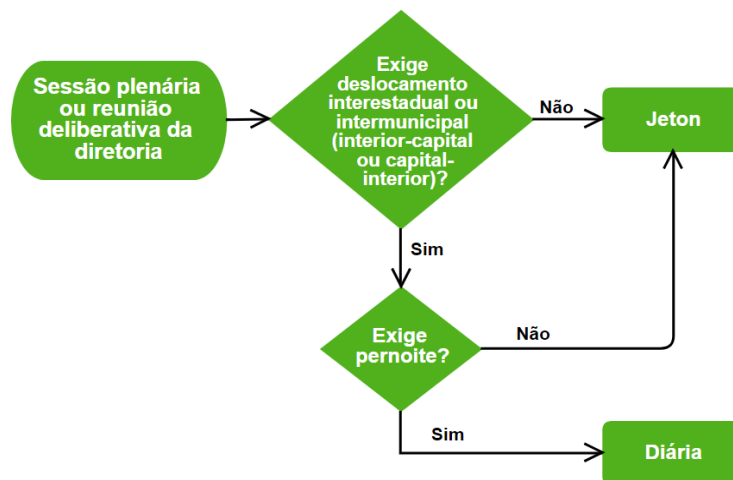 Sessão plenária
ou reunião
deliberativa da
diretoria
Exige
deslocamento
interestadual ou
intermunicipal
(interior-capital
ou capital-
interior)?
Não
Jeton
Sim
Exige
pernoite?
Não
Sim
Diária